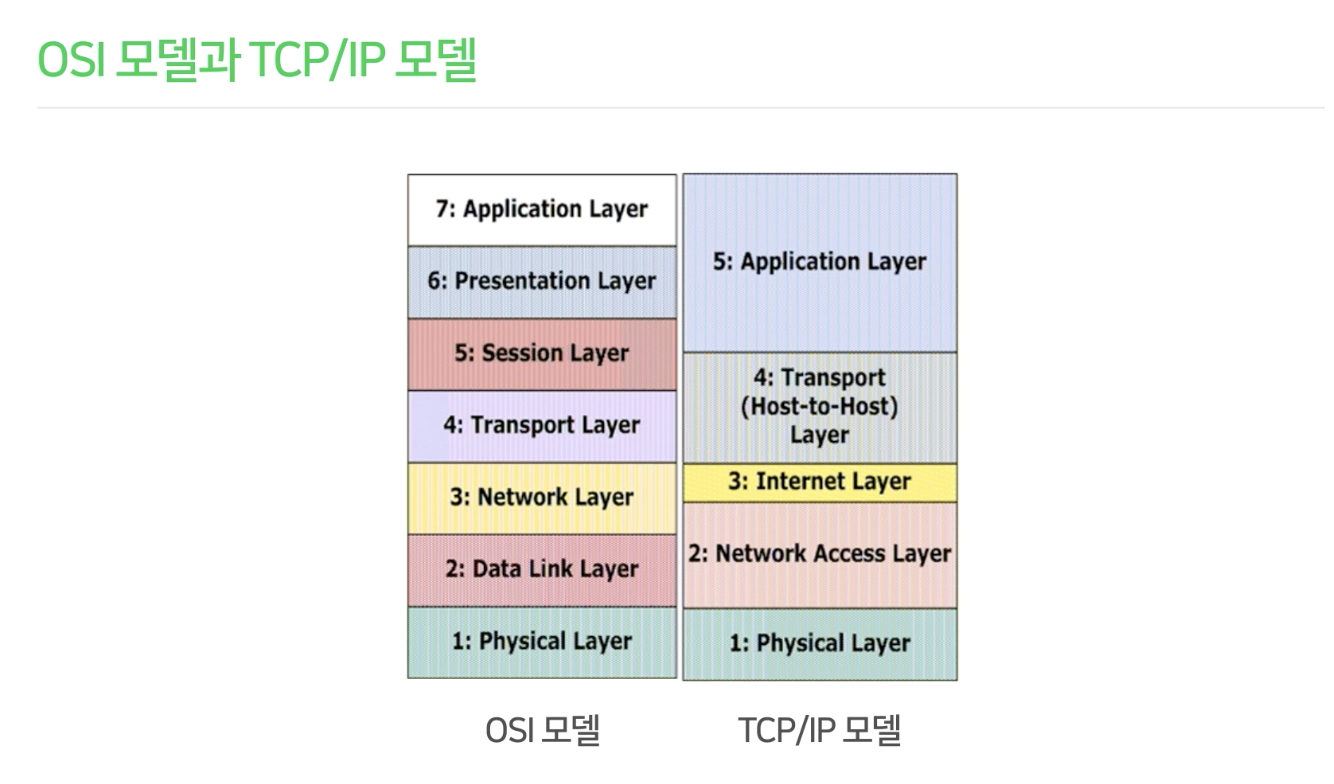 OSI 모델과 TCP/IP 모델
7: Application Layer
6: Presentation Layer
5: Session Layer
4: Transport Layer
3: Network Layer
2: Data Link Layer
1: Physical Layer
5: Application Layer
4: Transport
(Host-to-Host)
Layer
3: Internet Layer
2: Network Access Layer
1: Physical Layer
OSI 모델
TCP/IP 모델